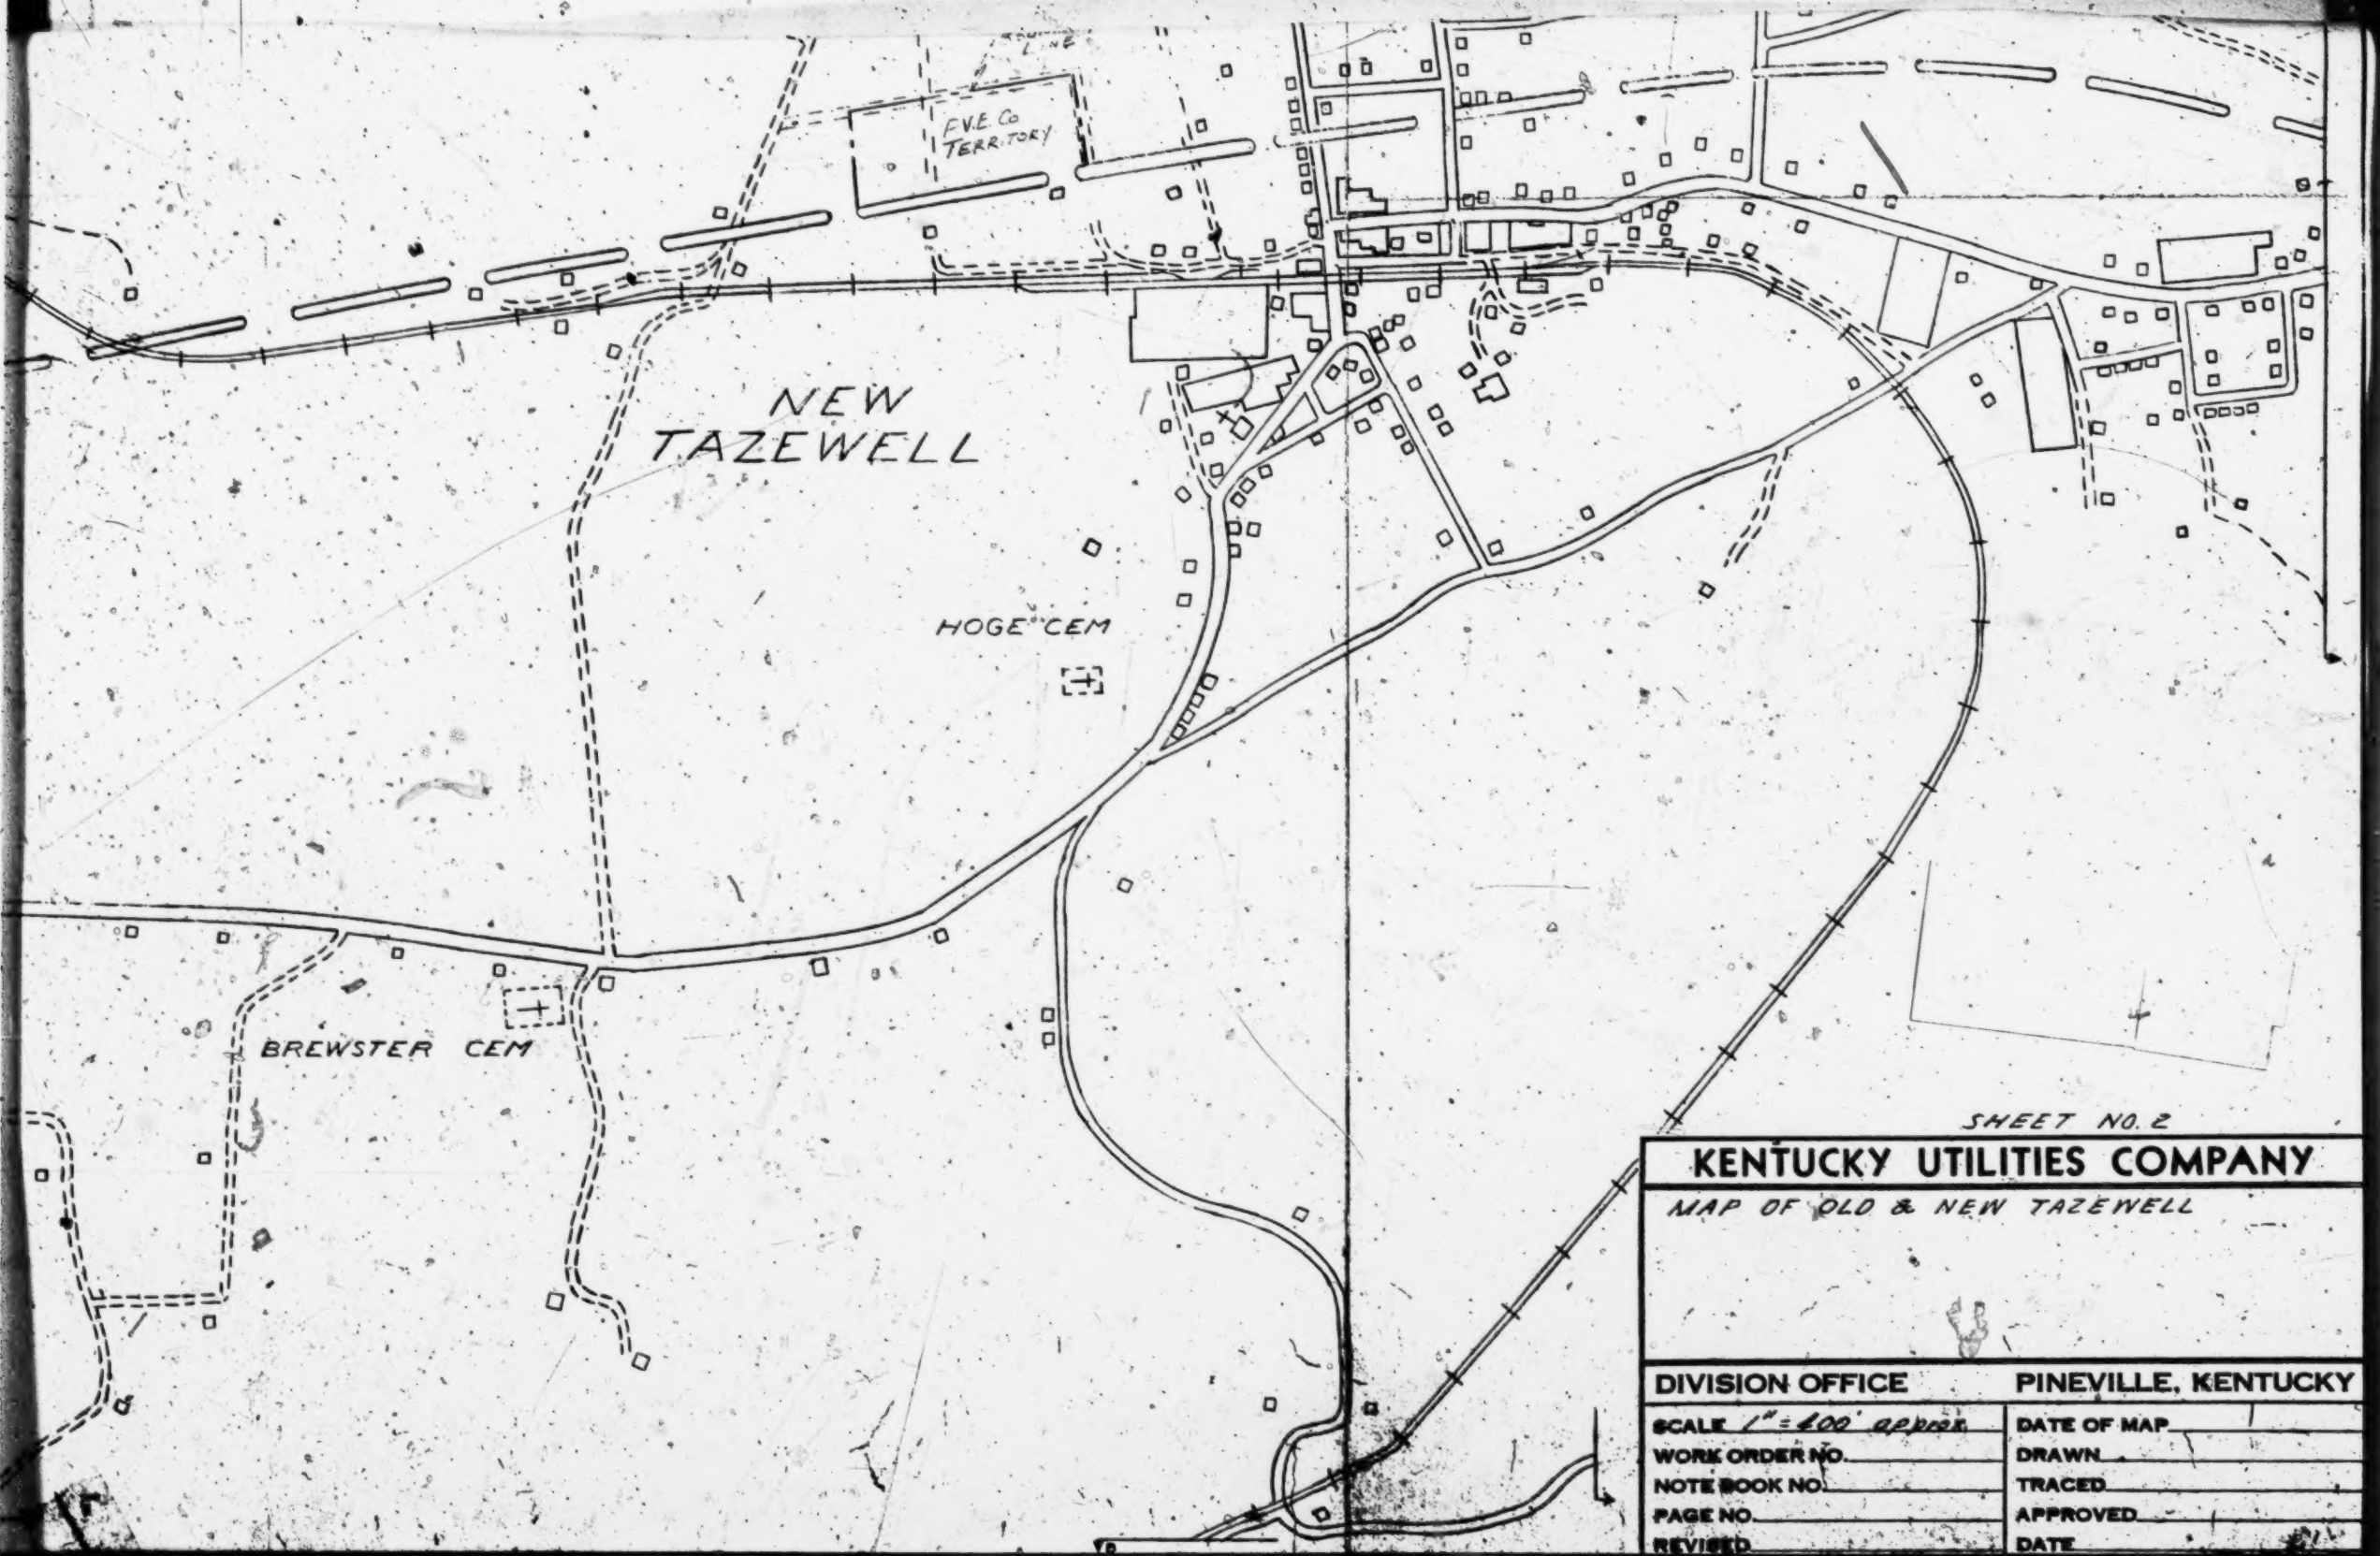 LINE
F.V.E. Co
TERRITORY
NEW
TAZEWELL
HOGE CEM
BREWSTER CEM
SHEET NO. 2
KENTUCKY UTILITIES COMPANY
MAP OF OLD & NEW TAZEWELL
DIVISION OFFICE PINEVILLE, KENTUCKY
SCALE 1" = 400' approx. DATE OF MAP
WORK ORDER NO. DRAWN
NOTE BOOK NO. TRACED
PAGE NO. APPROVED
REVISED DATE